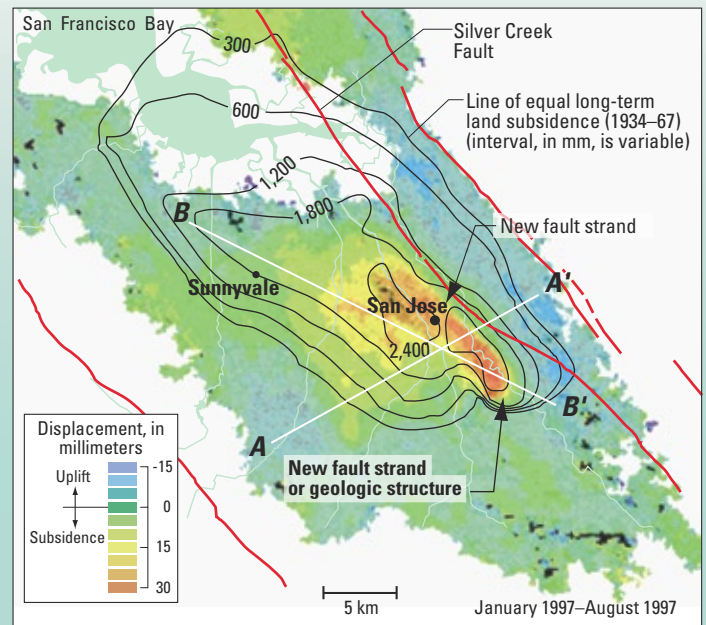 San Francisco Bay
300
Silver Creek
Fault
600
Line of equal long-term
land subsidence (1934–67)
(interval, in mm, is variable)
1,200
B
1,800
New fault strand
Sunnyvale
San Jose
A'
2,400
B'
A
New fault strand
or geologic structure
Displacement, in
millimeters
Uplift
Subsidence
-15
0
15
30
5 km
January 1997–August 1997